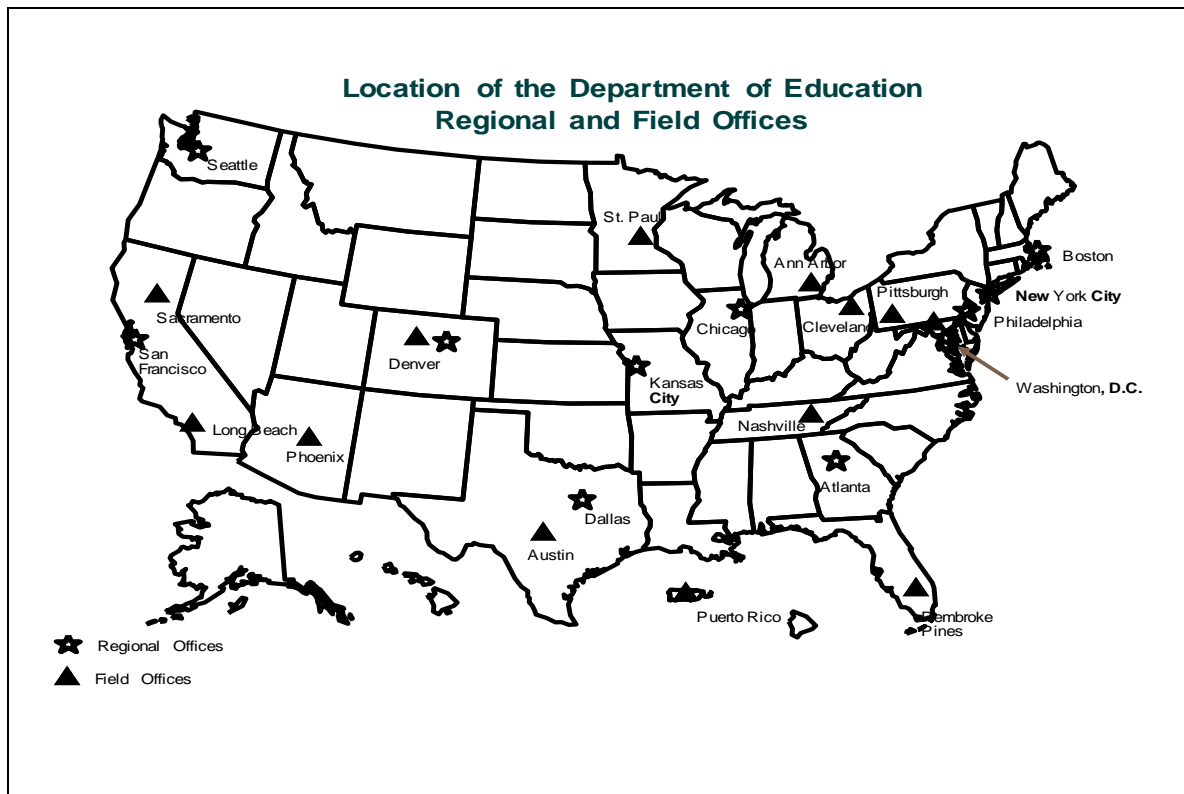 Location of the Department of Education
Regional and Field Offices
Seattle
St. Paul
Ann Arbor
Boston
Pittsburgh
New York City
Sacramento
Chicago
Cleveland
Philadelphia
San
Francisco
Denver
Kansas
City
Washington, D.C.
Long Beach
Nashville
Phoenix
Atlanta
Dallas
Austin
Puerto Rico
Pembroke
Pines
Regional Offices
Field Offices